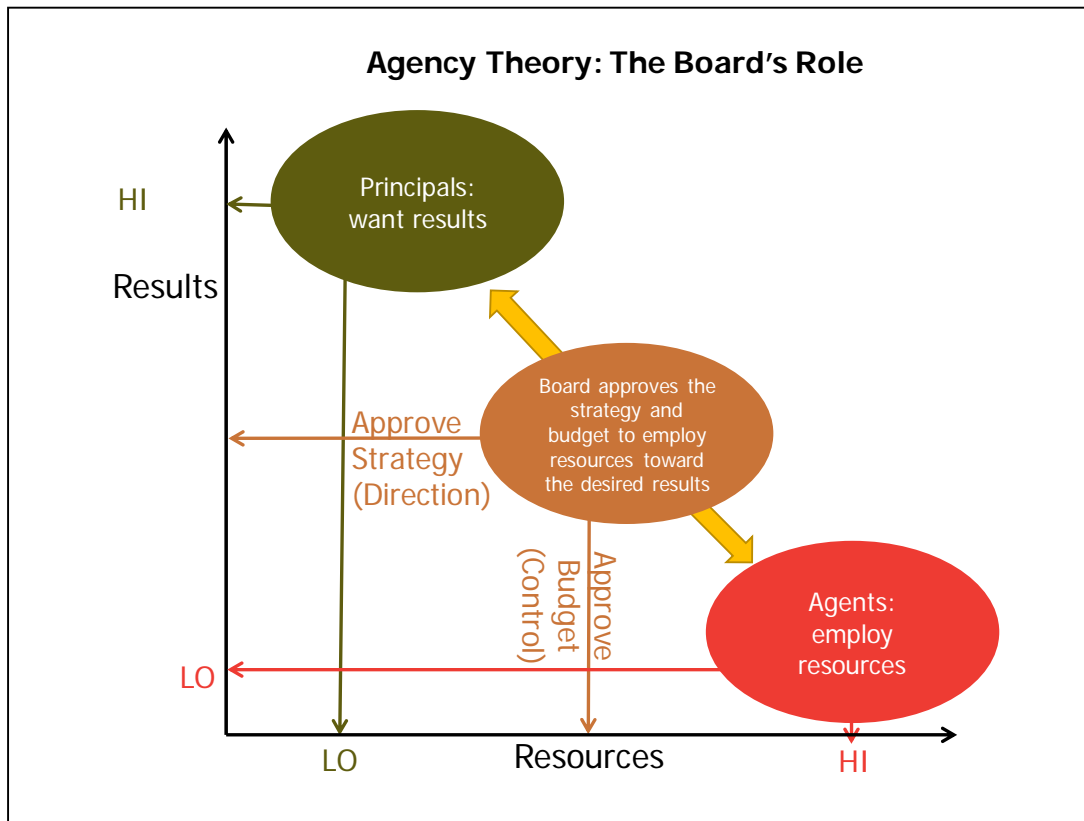 Agency Theory: The Board's Role
Principals:
want results
HI
Results
Board approves the
strategy and
budget to employ
resources toward
the desired results
Approve
Strategy
(Direction)
Approve
Budget
(Control)
Agents:
employ
resources
LO
LO
Resources
HI